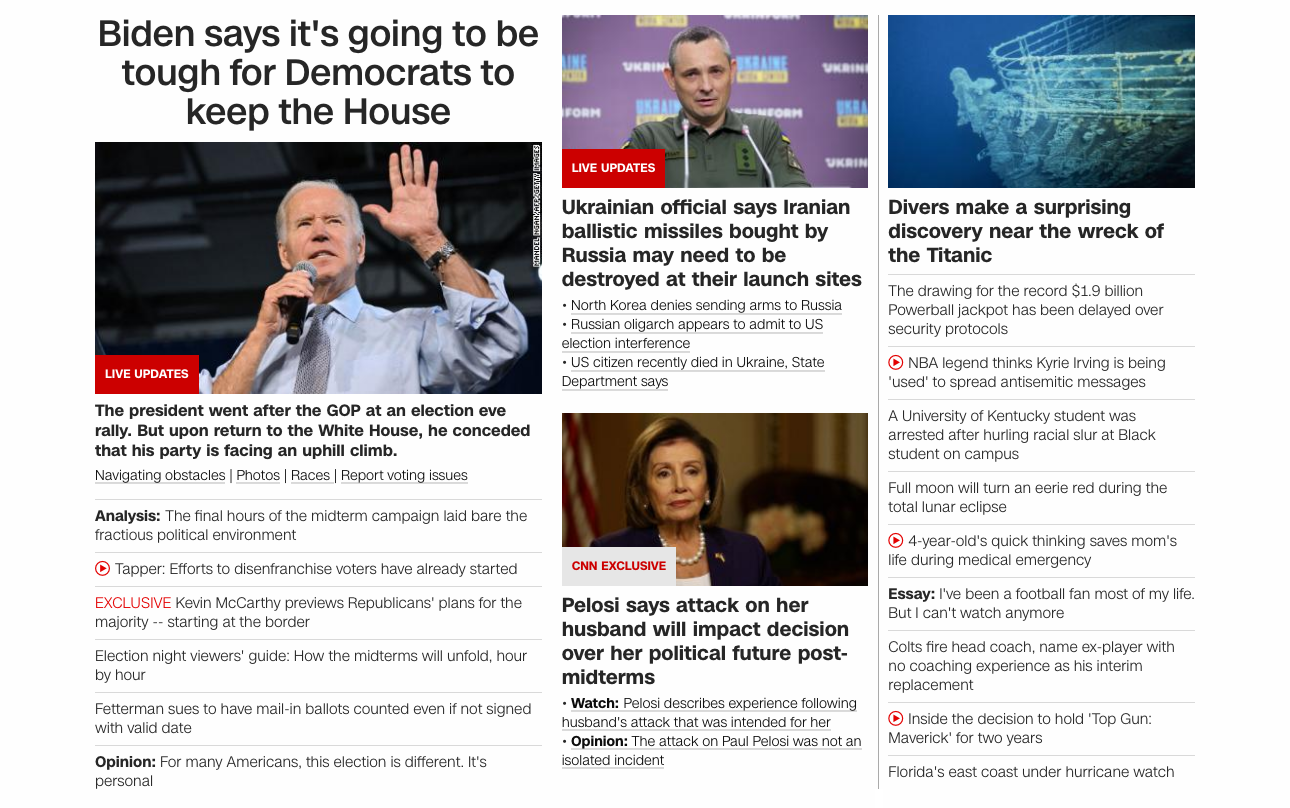 Biden says it's going to be
tough for Democrats to
keep the House
MANDEL NGAN/AFP/GETTY IMAGES
LIVE UPDATES
The president went after the GOP at an election eve
rally. But upon return to the White House, he conceded
that his party is facing an uphill climb.
Navigating obstacles | Photos | Races | Report voting issues
Analysis: The final hours of the midterm campaign laid bare the
fractious political environment
Tapper: Efforts to disenfranchise voters have already started
EXCLUSIVE Kevin McCarthy previews Republicans' plans for the
majority -- starting at the border
Election night viewers' guide: How the midterms will unfold, hour
by hour
Fetterman sues to have mail-in ballots counted even if not signed
with valid date
Opinion: For many Americans, this election is different. It's
personal
UKRAINE
MEDIA CENTER
UKRINFORM
LIVE UPDATES
Ukrainian official says Iranian
ballistic missiles bought by
Russia may need to be
destroyed at their launch sites
• North Korea denies sending arms to Russia
• Russian oligarch appears to admit to US
election interference
• US citizen recently died in Ukraine, State
Department says
CNN EXCLUSIVE
Pelosi says attack on her
husband will impact decision
over her political future post-
midterms
• Watch: Pelosi describes experience following
husband's attack that was intended for her
• Opinion: The attack on Paul Pelosi was not an
isolated incident
Divers make a surprising
discovery near the wreck of
the Titanic
The drawing for the record $1.9 billion
Powerball jackpot has been delayed over
security protocols
NBA legend thinks Kyrie Irving is being
'used' to spread antisemitic messages
A University of Kentucky student was
arrested after hurling racial slur at Black
student on campus
Full moon will turn an eerie red during the
total lunar eclipse
4-year-old's quick thinking saves mom's
life during medical emergency
Essay: I've been a football fan most of my life.
But I can't watch anymore
Colts fire head coach, name ex-player with
no coaching experience as his interim
replacement
Inside the decision to hold 'Top Gun:
Maverick' for two years
Florida's east coast under hurricane watch